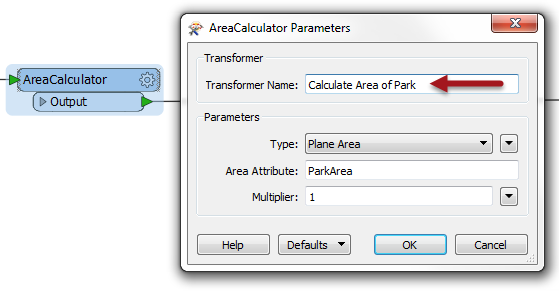 AreaCalculator
Output
AreaCalculator Parameters
Transformer
Transformer Name: Calculate Area of Park
Parameters
Type: Plane Area
Area Attribute: ParkArea
Multiplier: 1
Help Defaults OK Cancel